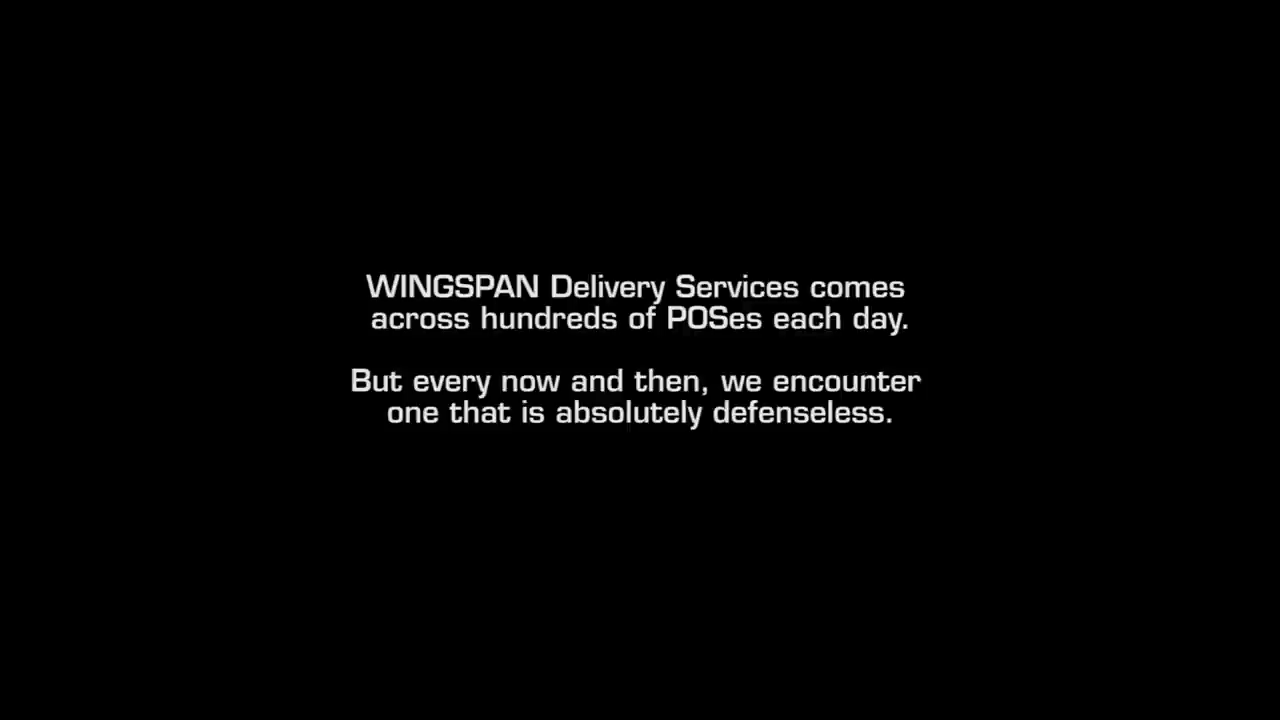 WINGSPAN Delivery Services comes
across hundreds of POSes each day.
But every now and then, we encounter
one that is absolutely defenseless.